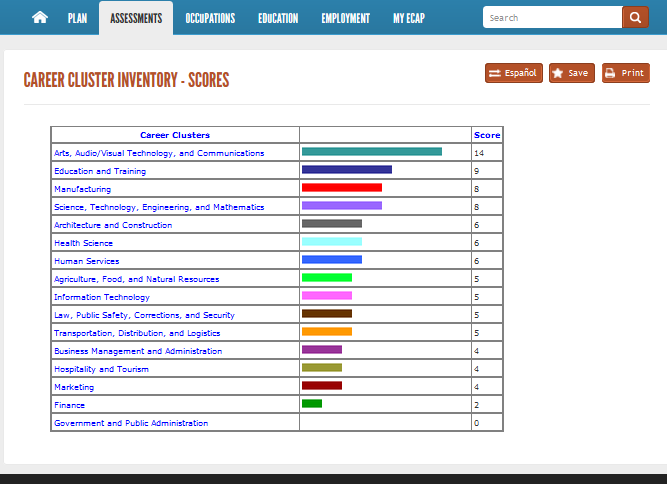 PLAN ASSESSMENTS OCCUPATIONS EDUCATION EMPLOYMENT MY ECAP Search
CAREER CLUSTER INVENTORY - SCORES Español Save Print
Career Clusters Score
Arts, Audio/Visual Technology, and Communications 14
Education and Training 9
Manufacturing 8
Science, Technology, Engineering, and Mathematics 8
Architecture and Construction 6
Health Science 6
Human Services 6
Agriculture, Food, and Natural Resources 5
Information Technology 5
Law, Public Safety, Corrections, and Security 5
Transportation, Distribution, and Logistics 5
Business Management and Administration 4
Hospitality and Tourism 4
Marketing 4
Finance 2
Government and Public Administration 0